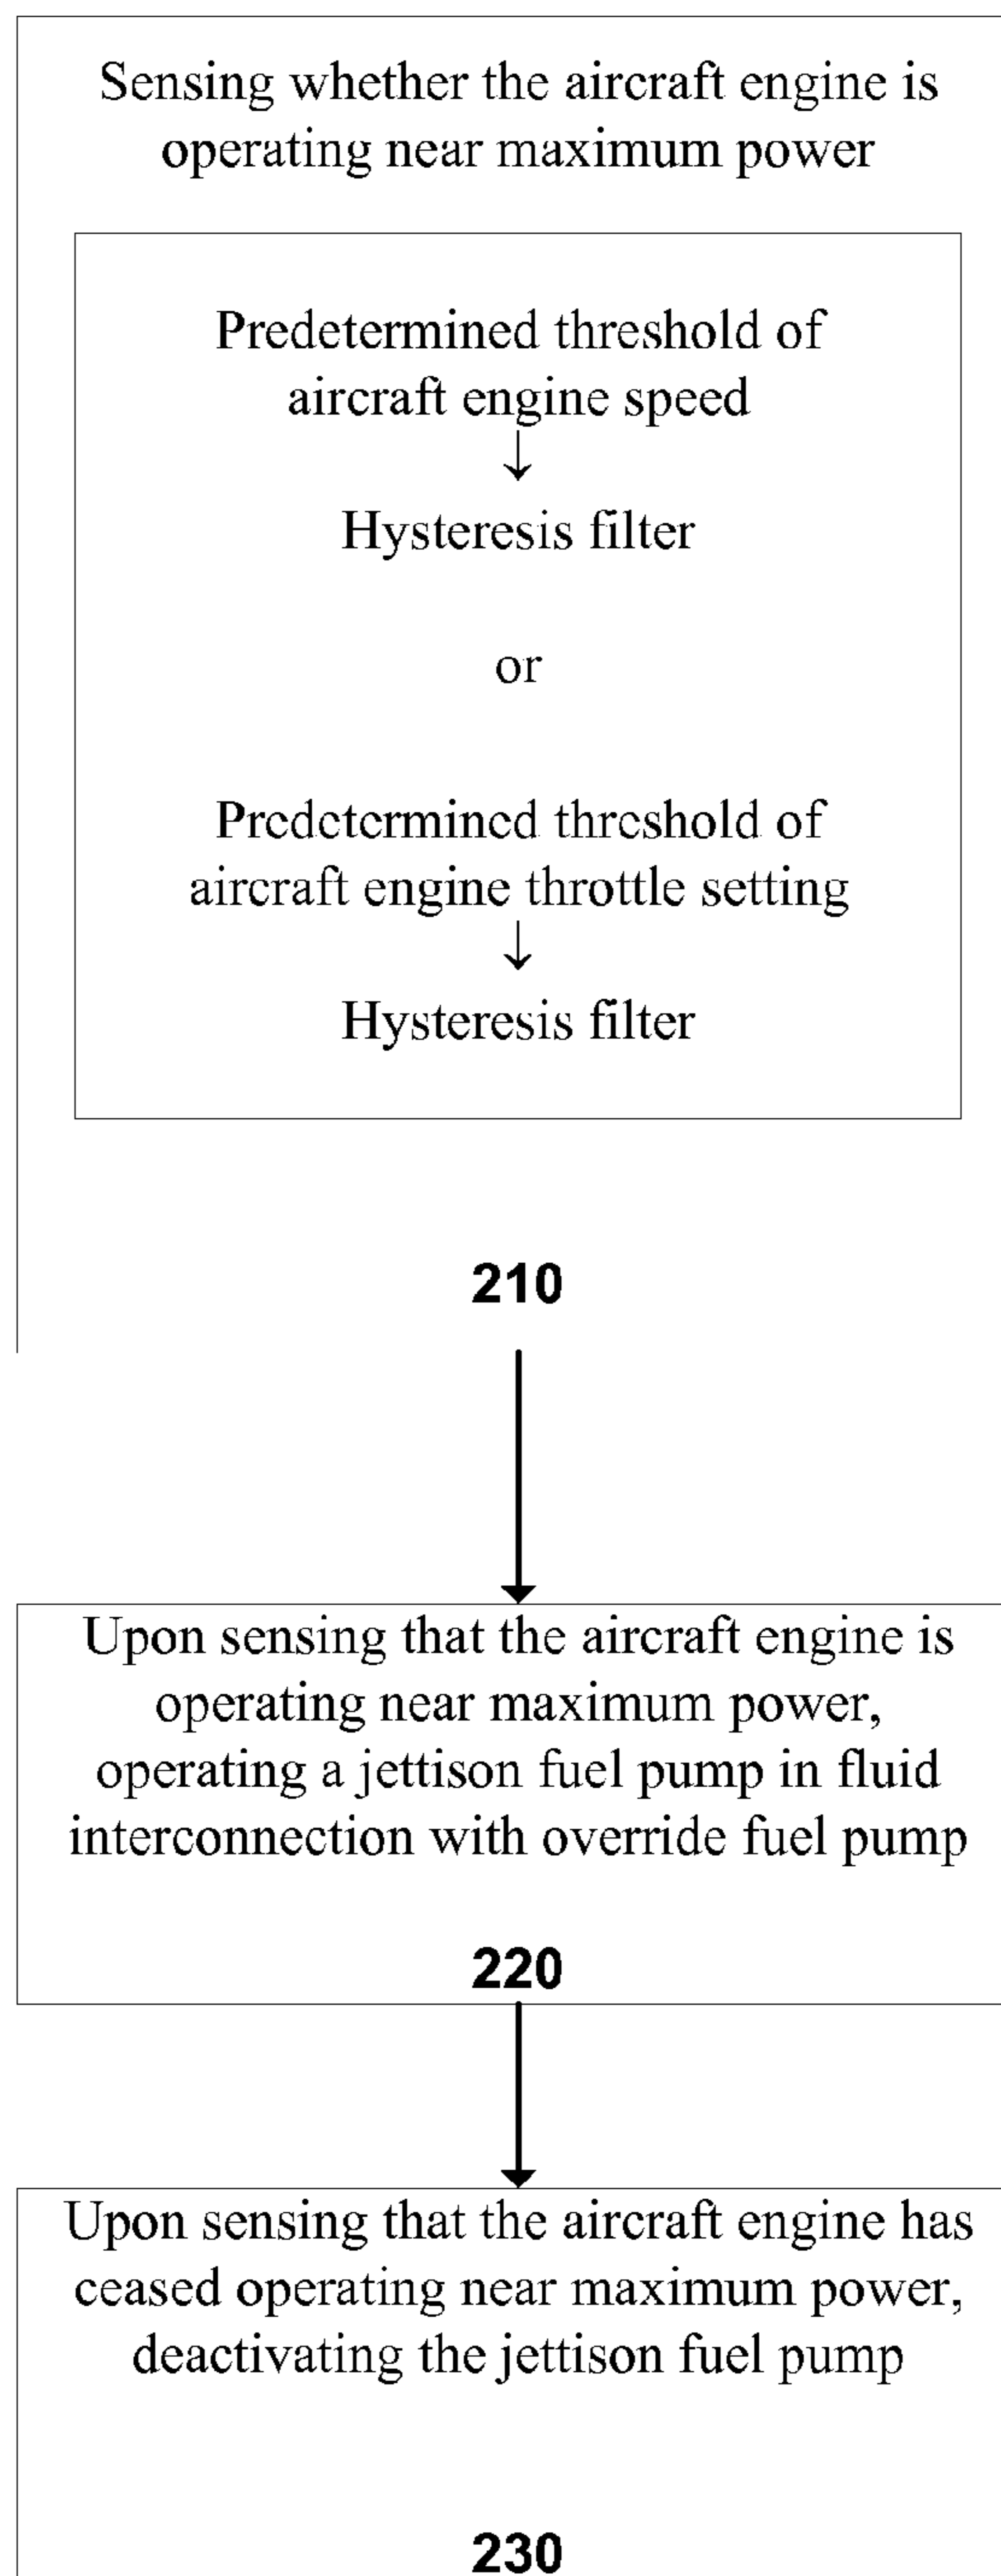 Sensing whether the aircraft engine is
operating near maximum power
Predetermined threshold of
aircraft engine speed
↓
Hysteresis filter
or
Predetermined threshold of
aircraft engine throttle setting
↓
Hysteresis filter
210
Upon sensing that the aircraft engine is
operating near maximum power,
operating a jettison fuel pump in fluid
interconnection with override fuel pump
220
Upon sensing that the aircraft engine has
ceased operating near maximum power,
deactivating the jettison fuel pump
230